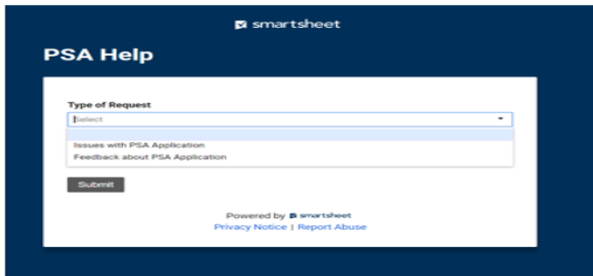 smartsheet
PSA Help
Type of Request
Select
Issues with PSA Application
Feedback about PSA Application
Submit
Powered by smartsheet
Privacy Notice | Report Abuse